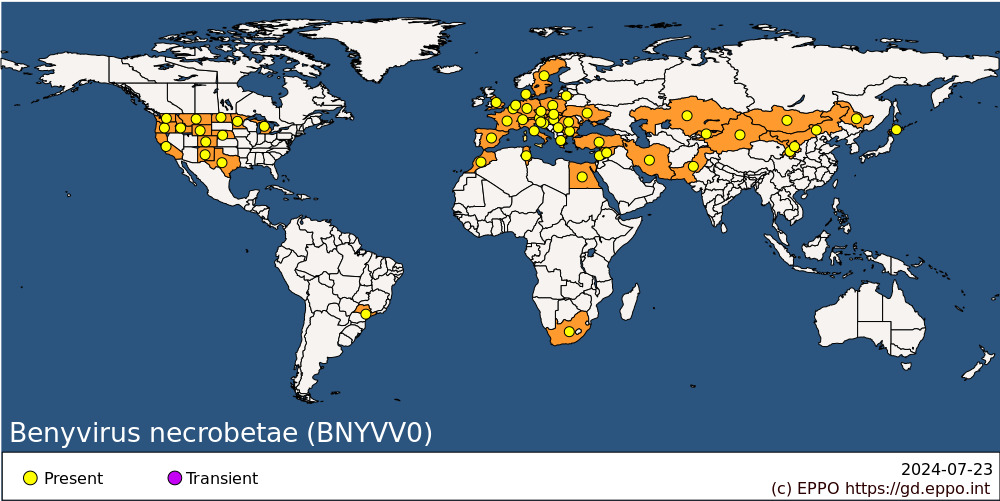 Benyvirus necrobetae (BNYVV0)
Present
Transient
2024-07-23
(c) EPPO https://gd.eppo.int